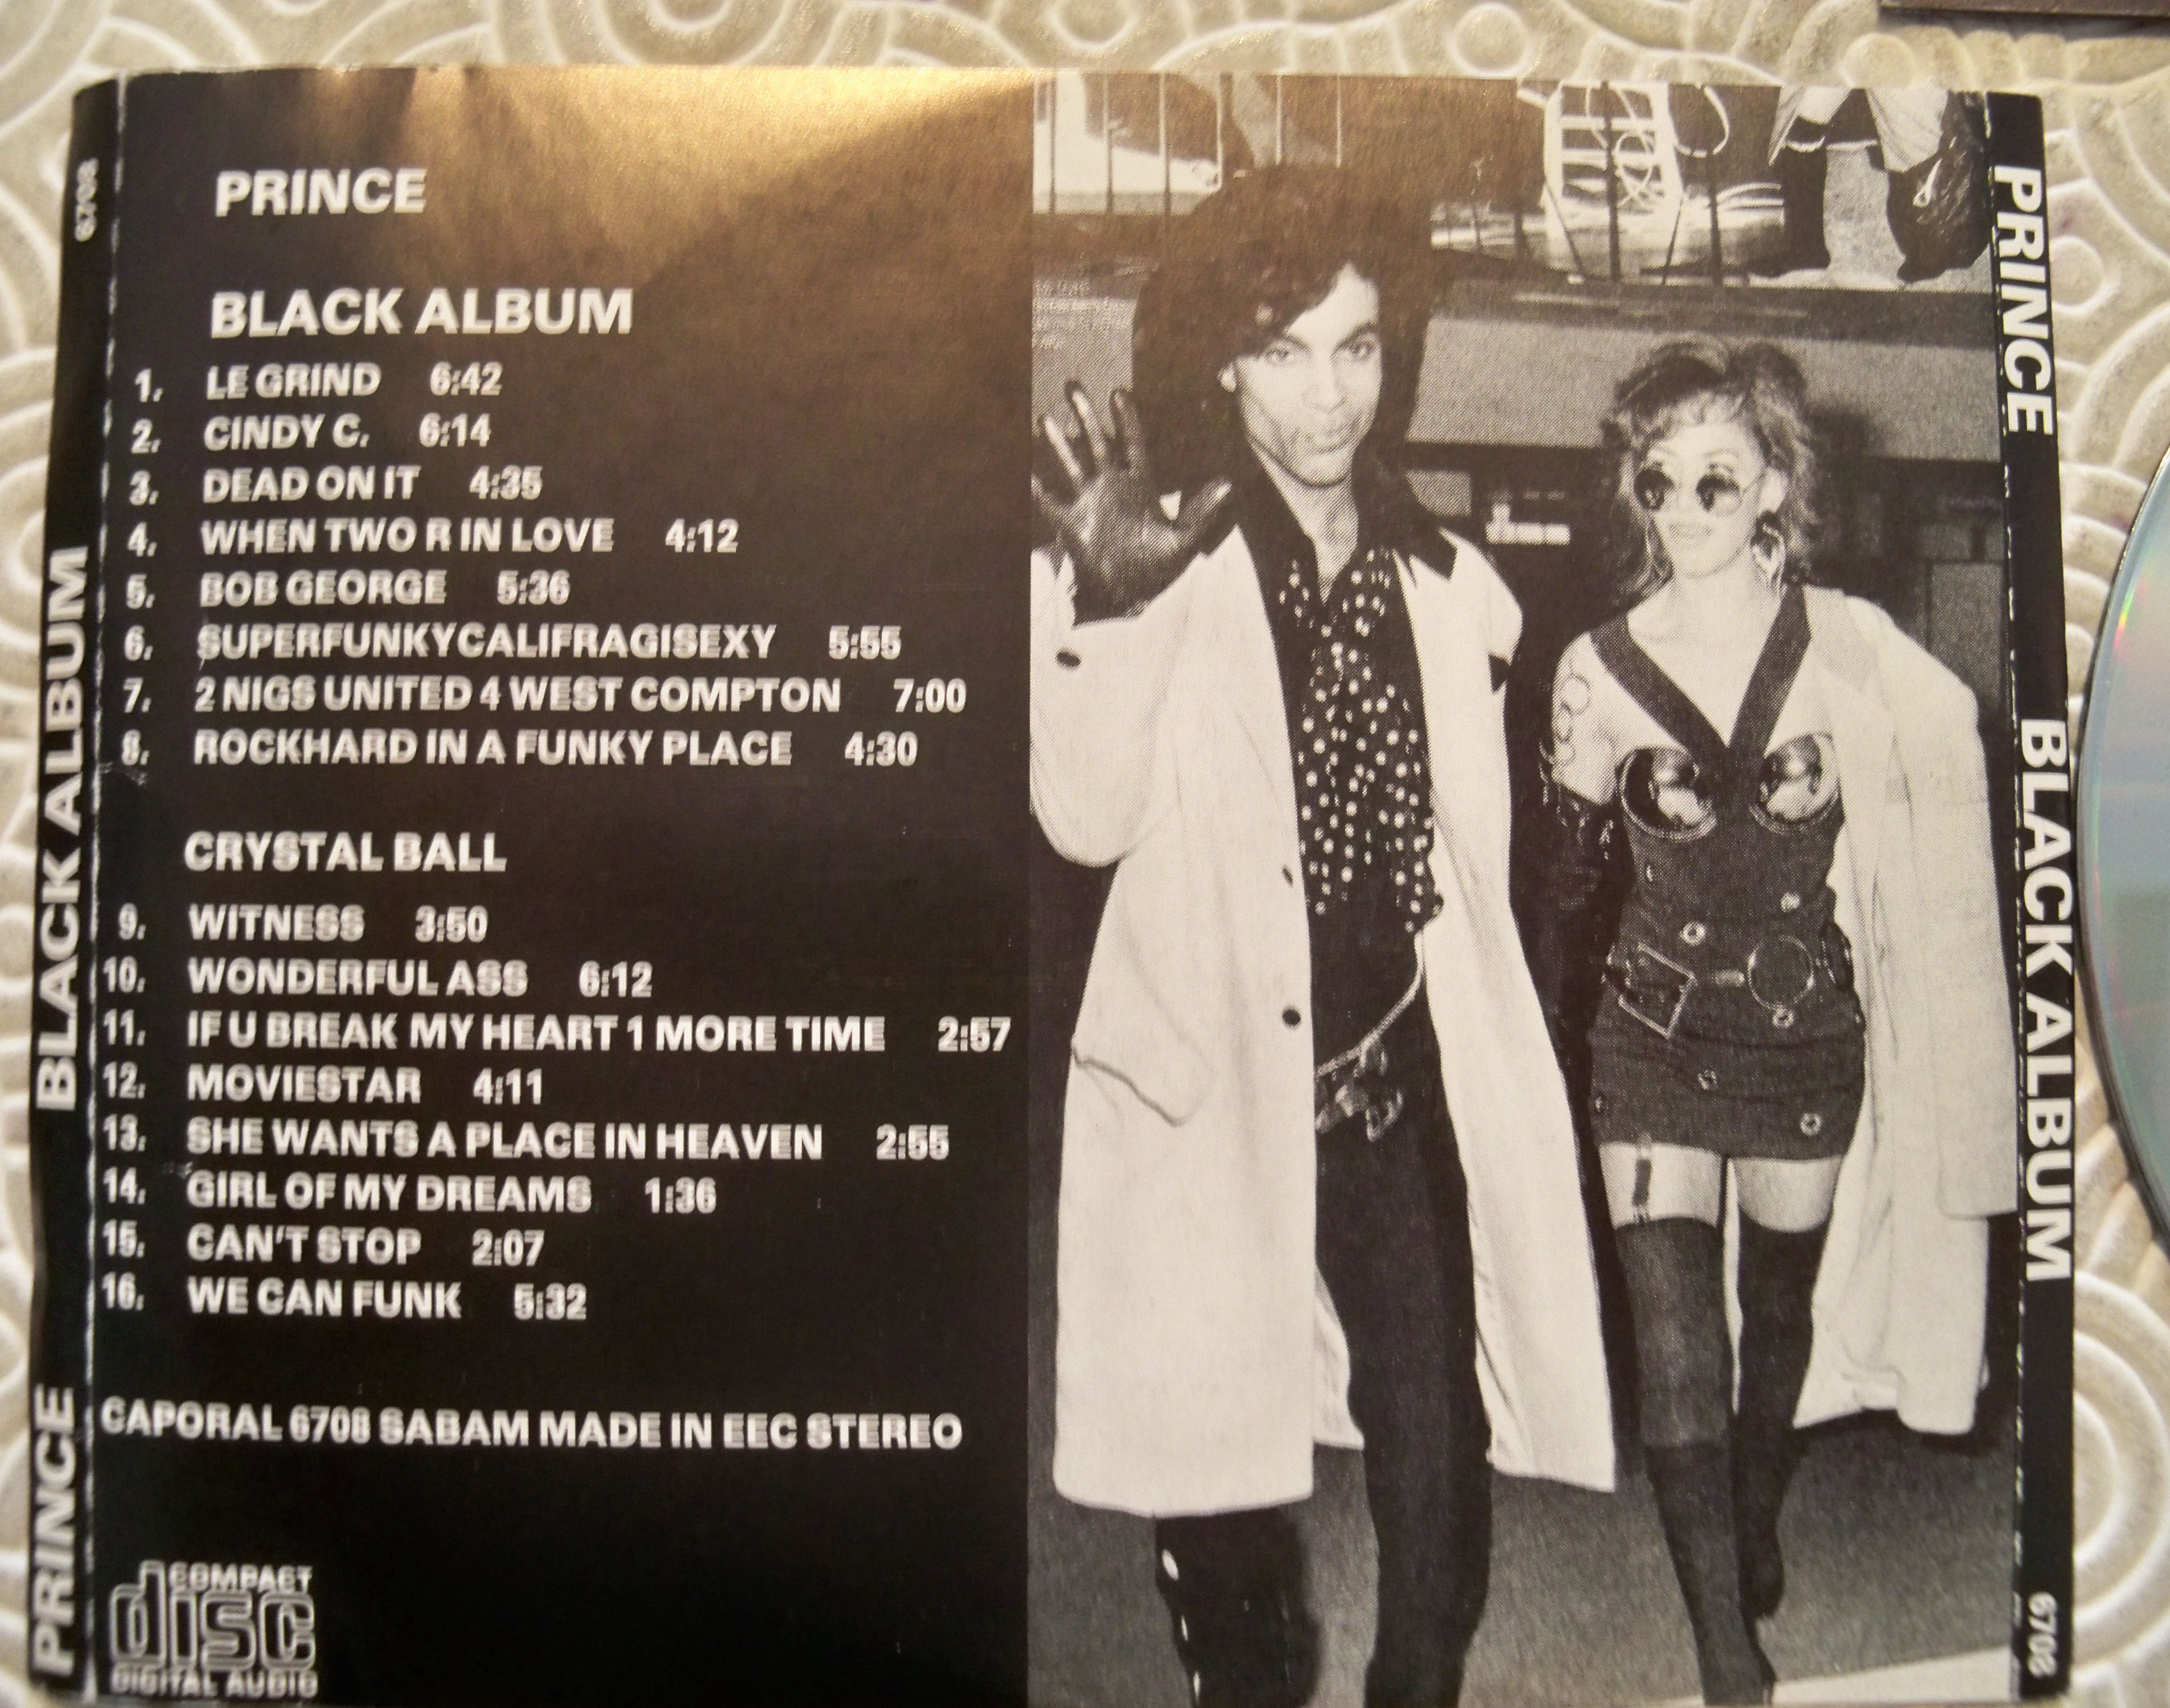 PRINCE
BLACK ALBUM
1. LE GRIND 6:42
2. CINDY C. 6:14
3. DEAD ON IT 4:35
4. WHEN TWO R IN LOVE 4:12
5. BOB GEORGE 5:36
6. SUPERFUNKYCALIFRAGISEXY 5:55
7. 2 NIGS UNITED 4 WEST COMPTON 7:00
8. ROCKHARD IN A FUNKY PLACE 4:30
CRYSTAL BALL
9. WITNESS 3:50
10. WONDERFUL ASS 6:12
11. IF U BREAK MY HEART 1 MORE TIME 2:57
12. MOVIESTAR 4:11
13. SHE WANTS A PLACE IN HEAVEN 2:55
14. GIRL OF MY DREAMS 1:36
15. CAN'T STOP 2:07
16. WE CAN FUNK 5:32
CAPORAL 6708 SABAM MADE IN EEC STEREO
COMPACT
disc
DIGITAL AUDIO
PRINCE BLACK ALBUM 6708
PRINCE BLACK ALBUM 6708